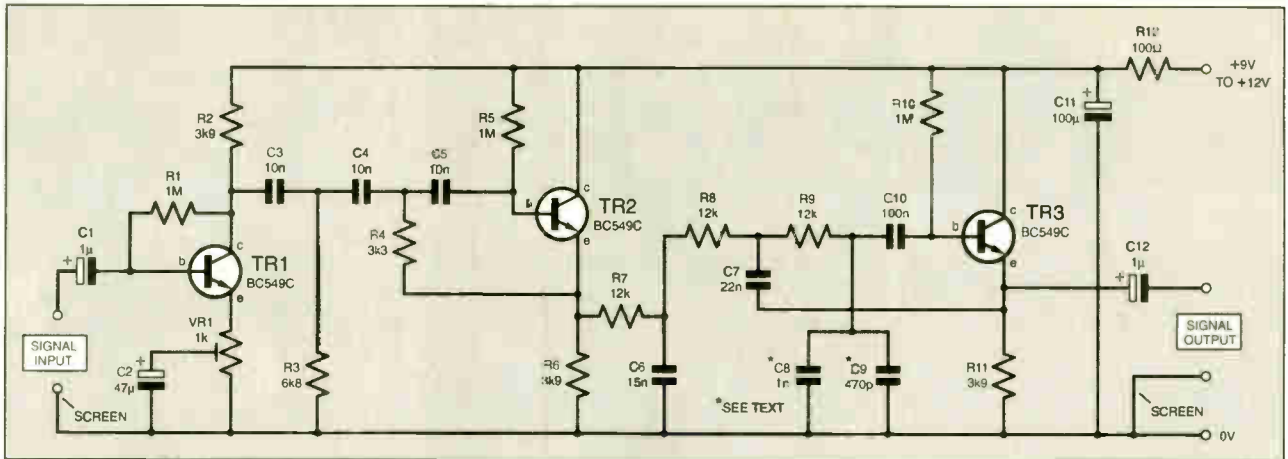 R12
100Ω
+9V
TO +12V
R2
3k9
R5
1M
R10
1M
C11
100µ
+
C3
10n
C4
10n
C5
10n
R1
1M
C1
1µ
+
b
c
e
TR1
BC549C
R4
3k3
b
c
e
TR2
BC549C
R8
12k
R9
12k
C10
100n
b
c
e
TR3
BC549C
C12
1µ
+
C7
22n
R7
12k
VR1
1k
SIGNAL
INPUT
C2
47µ
+
R3
6k8
R6
3k9
C6
15n
*C8
1n
*C9
470p
R11
3k9
SIGNAL
OUTPUT
*SEE TEXT
SCREEN
SCREEN
0V